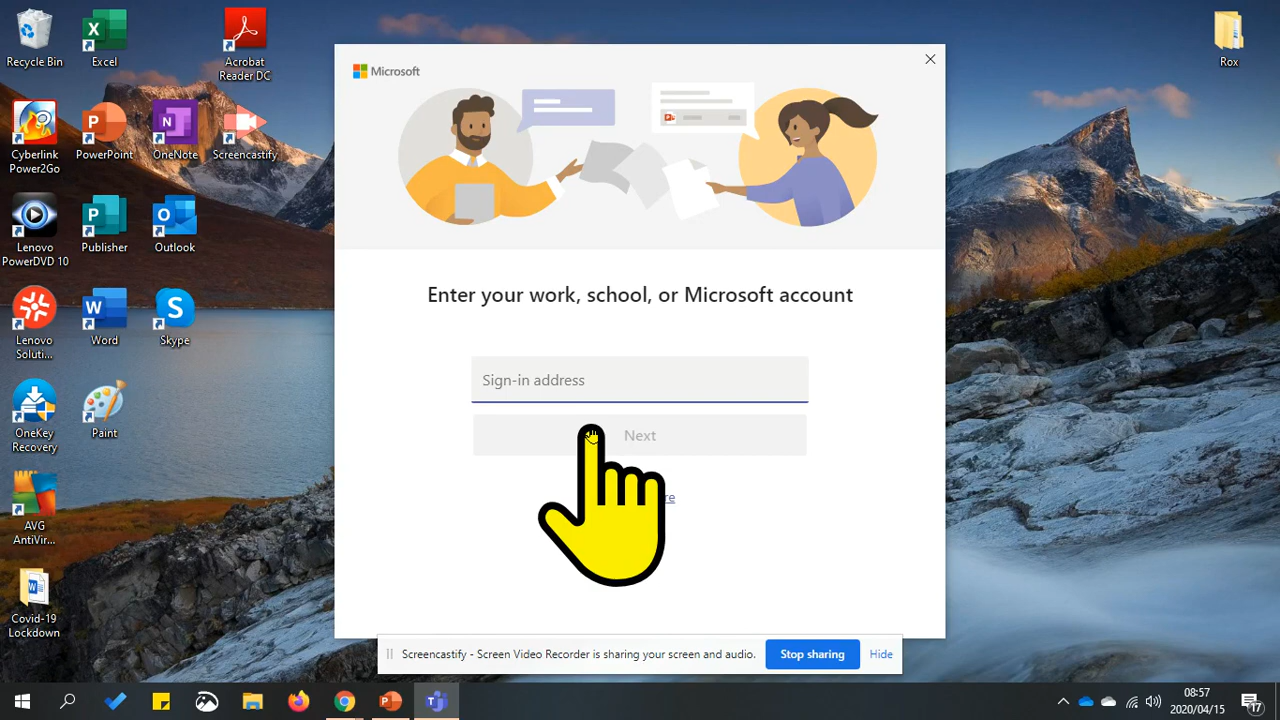 Recycle Bin
Excel
Acrobat
Reader DC
Rox
Cyberlink
Power2Go
PowerPoint
OneNote
Screencastify
Lenovo
PowerDVD 10
Publisher
Outlook
Lenovo
Soluti...
Word
Skype
OneKey
Recovery
Paint
AVG
AntiVir...
Covid-19
Lockdown
Microsoft
Enter your work, school, or Microsoft account
Sign-in address
Next
Screencastify - Screen Video Recorder is sharing your screen and audio.
Stop sharing
Hide
08:57
2020/04/15
17